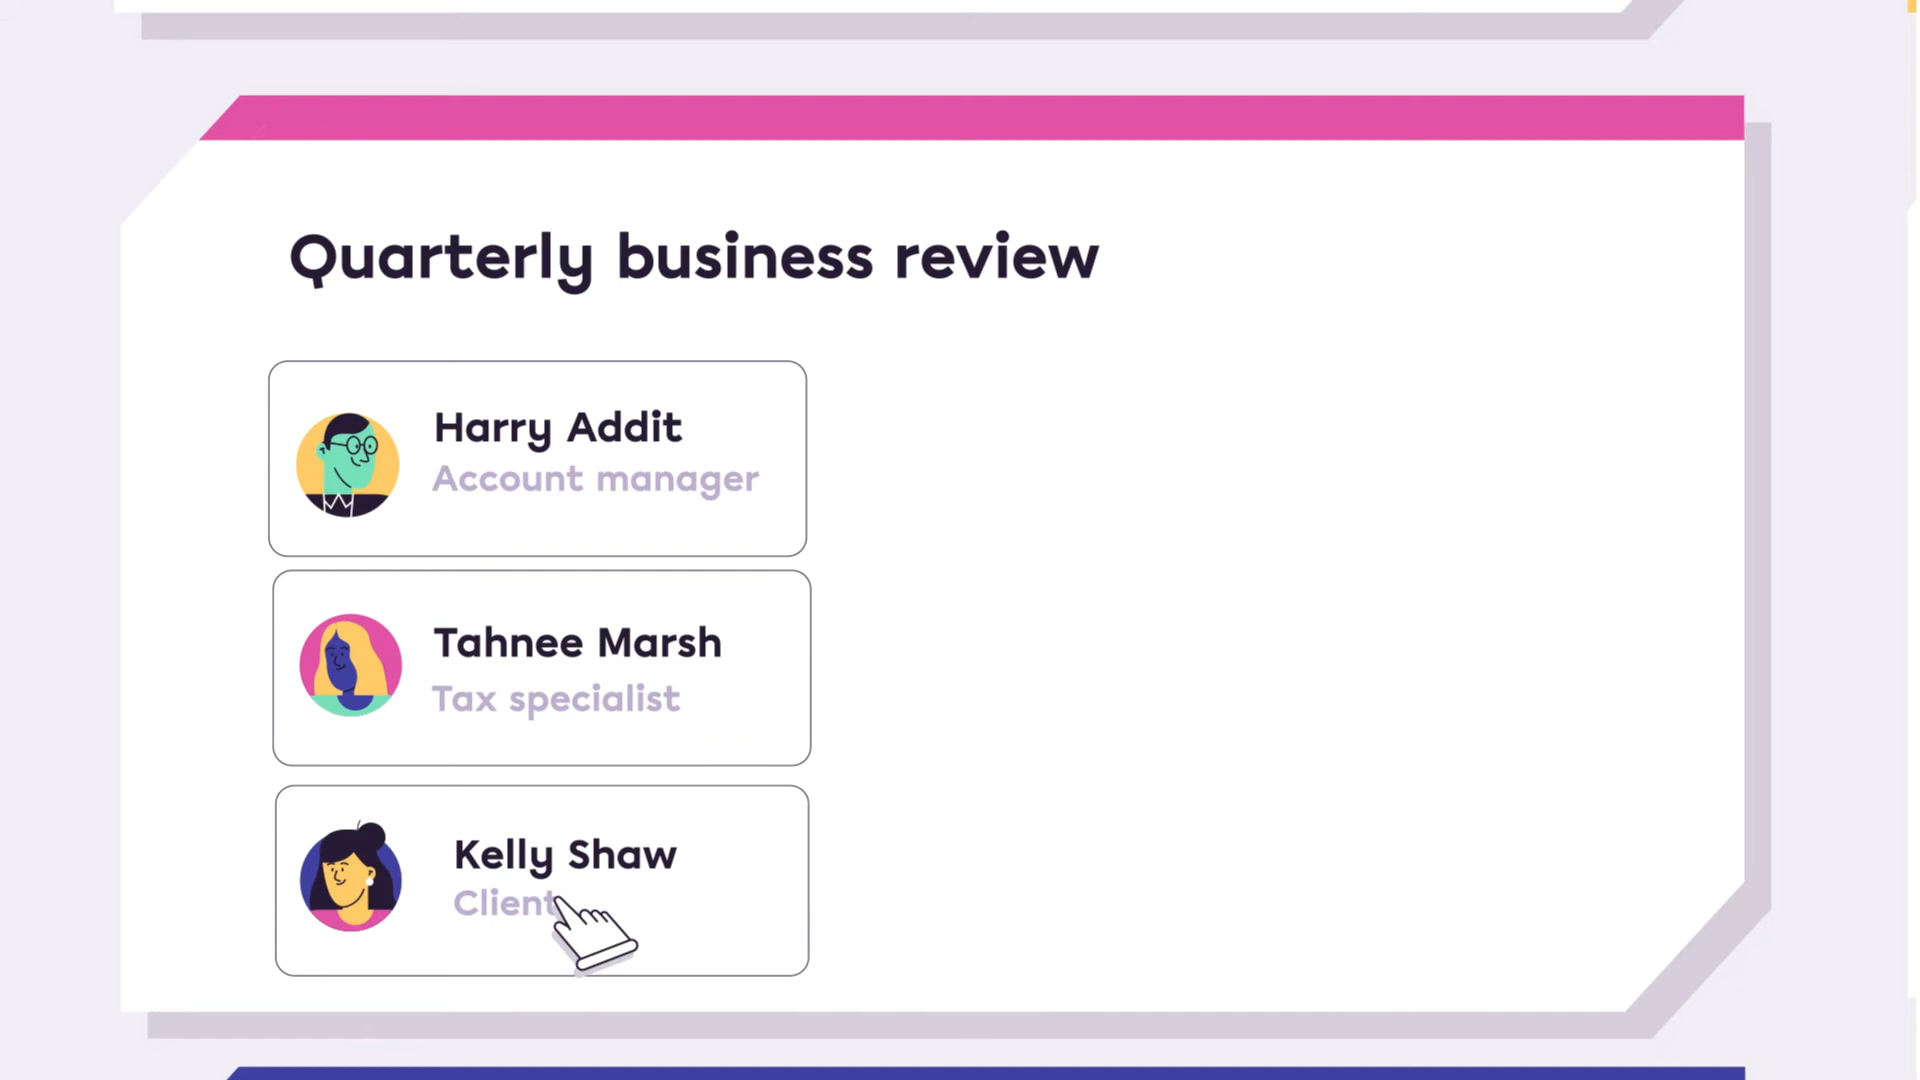 Quarterly business review
Harry Addit
Account manager
Tahnee Marsh
Tax specialist
Kelly Shaw
Client